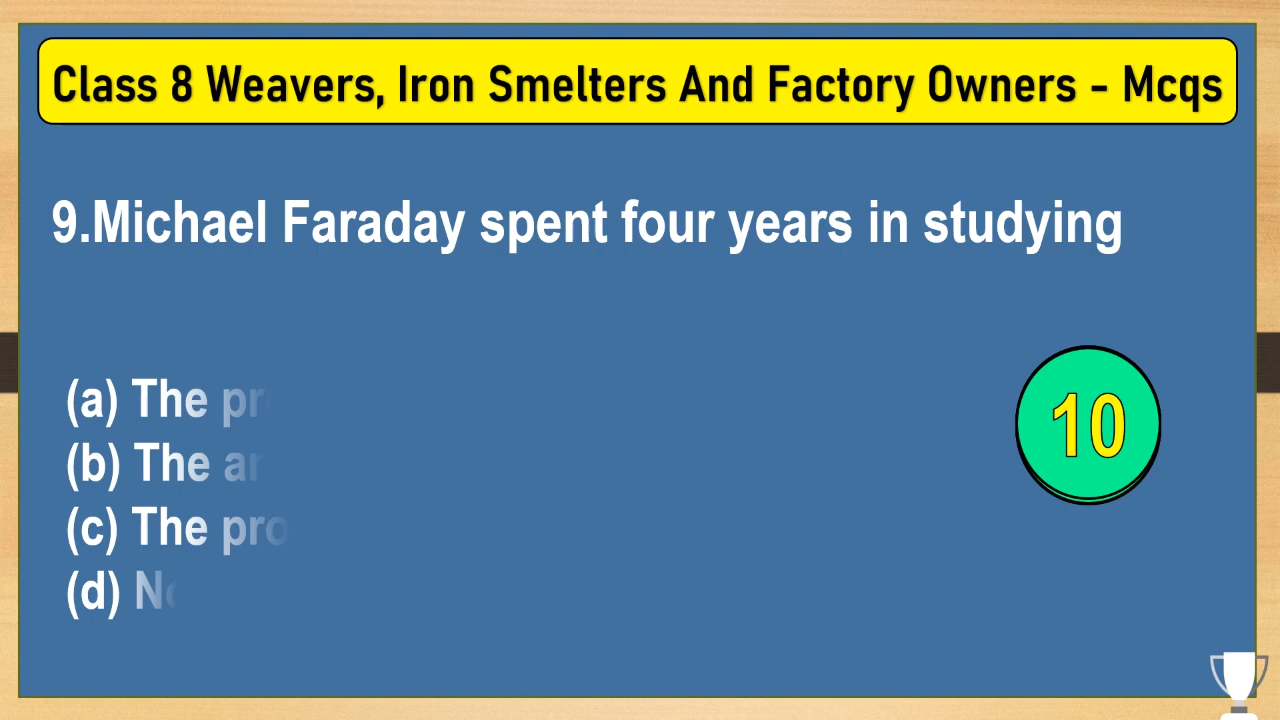 Class 8 Weavers, Iron Smelters And Factory Owners - Mcqs
9.Michael Faraday spent four years in studying
(a) The
(b) The
(c) The
(d)
10